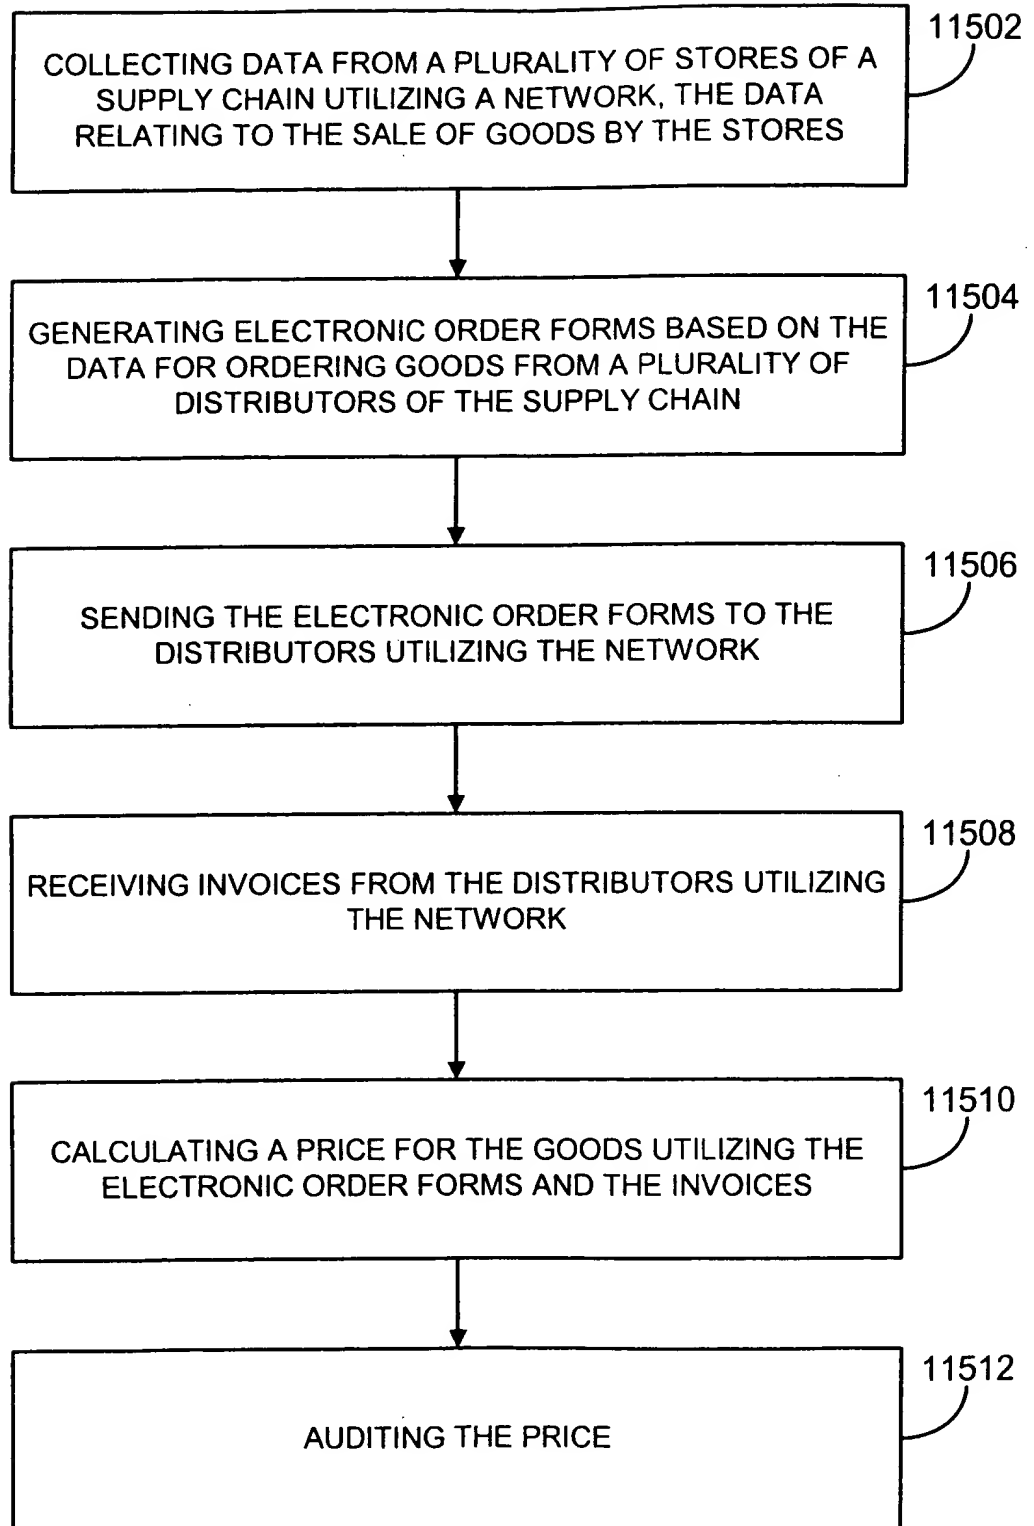 11502
COLLECTING DATA FROM A PLURALITY OF STORES OF A
SUPPLY CHAIN UTILIZING A NETWORK, THE DATA
RELATING TO THE SALE OF GOODS BY THE STORES
11504
GENERATING ELECTRONIC ORDER FORMS BASED ON THE
DATA FOR ORDERING GOODS FROM A PLURALITY OF
DISTRIBUTORS OF THE SUPPLY CHAIN
11506
SENDING THE ELECTRONIC ORDER FORMS TO THE
DISTRIBUTORS UTILIZING THE NETWORK
11508
RECEIVING INVOICES FROM THE DISTRIBUTORS UTILIZING
THE NETWORK
11510
CALCULATING A PRICE FOR THE GOODS UTILIZING THE
ELECTRONIC ORDER FORMS AND THE INVOICES
11512
AUDITING THE PRICE